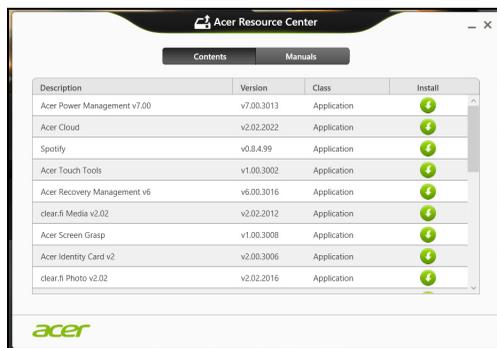 Acer Resource Center
Contents Manuals
Description Version Class Install
Acer Power Management v7.00 v7.00.3013 Application
Acer Cloud v2.02.2022 Application
Spotify v0.8.4.99 Application
Acer Touch Tools v1.00.3002 Application
Acer Recovery Management v6 v6.00.3016 Application
clear.fi Media v2.02 v2.02.2012 Application
Acer Screen Grasp v1.00.3008 Application
Acer Identity Card v2 v2.00.3006 Application
clear.fi Photo v2.02 v2.02.2016 Application
acer